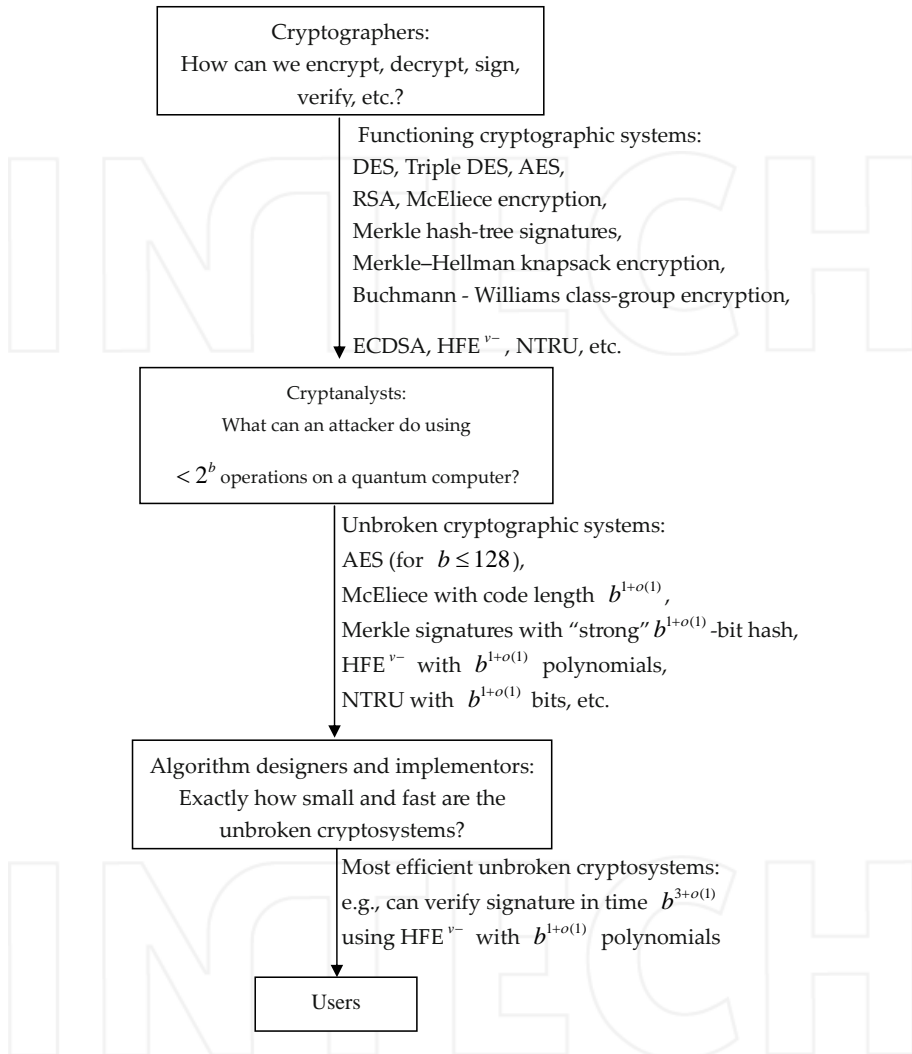 Cryptographers:
How can we encrypt, decrypt, sign,
verify, etc.?
Functioning cryptographic systems:
DES, Triple DES, AES,
RSA, McEliece encryption,
Merkle hash-tree signatures,
Merkle–Hellman knapsack encryption,
Buchmann - Williams class-group encryption,
ECDSA, HFE^{v−}, NTRU, etc.
INTECH
Cryptanalysts:
What can an attacker do using
< 2^b operations on a quantum computer?
Unbroken cryptographic systems:
AES (for b ≤ 128),
McEliece with code length b^{1+o(1)},
Merkle signatures with “strong” b^{1+o(1)}-bit hash,
HFE^{v−} with b^{1+o(1)} polynomials,
NTRU with b^{1+o(1)} bits, etc.
Algorithm designers and implementors:
Exactly how small and fast are the
unbroken cryptosystems?
Most efficient unbroken cryptosystems:
e.g., can verify signature in time b^{3+o(1)}
using HFE^{v−} with b^{1+o(1)} polynomials
Users
INTECH